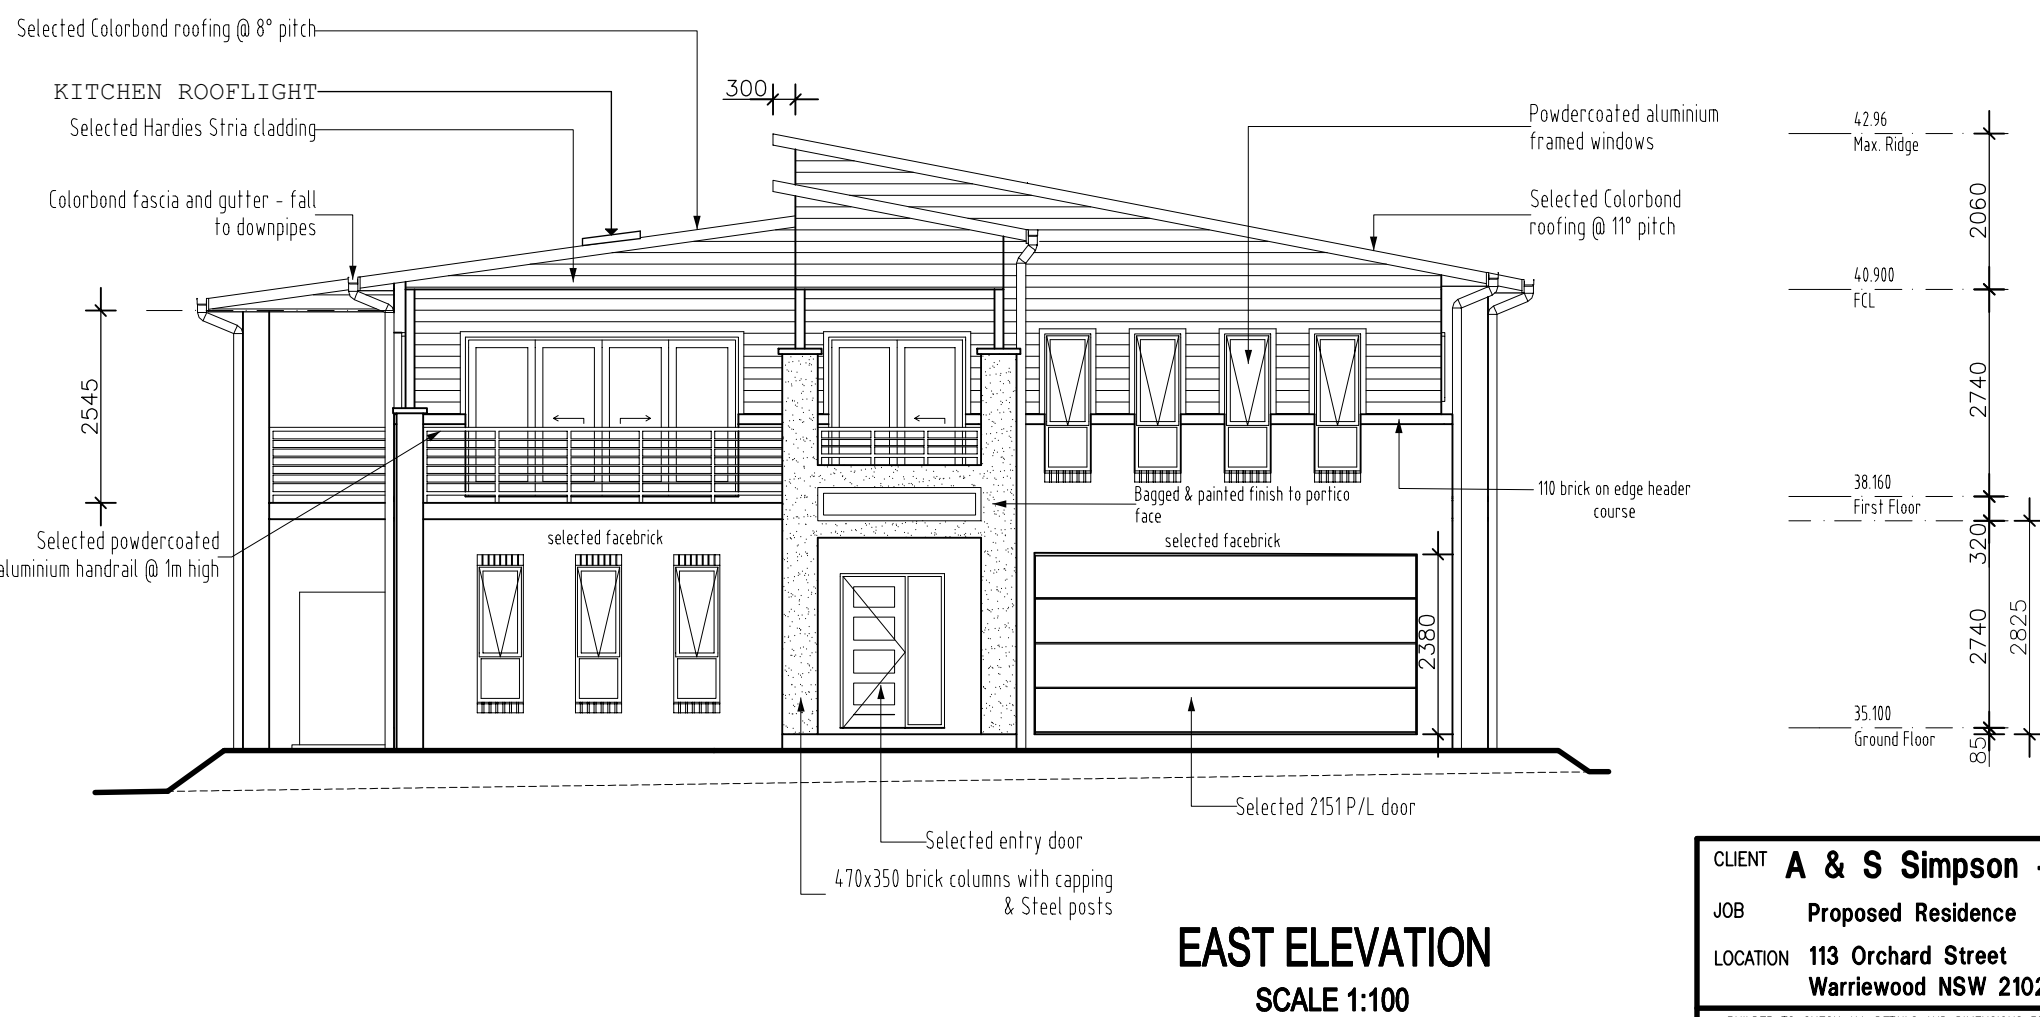 Selected Colorbond roofing @ 8° pitch
KITCHEN ROOFLIGHT
Selected Hardies Stria cladding
Colorbond fascia and gutter - fall
to downpipes
2545
Selected powdercoated
aluminium handrail @ 1m high
300
Powdercoated aluminium
framed windows
Selected Colorbond
roofing @ 11° pitch
42.96
Max. Ridge
2060
40.900
FCL
2740
38.160
First Floor
320
2740
2825
35.100
Ground Floor
85
110 brick on edge header
course
Bagged & painted finish to portico
face
selected facebrick
selected facebrick
2380
Selected 2151 P/L door
Selected entry door
470x350 brick columns with capping
& Steel posts
EAST ELEVATION
SCALE 1:100
CLIENT A & S Simpson -
JOB Proposed Residence
LOCATION 113 Orchard Street
Warriewood NSW 2102